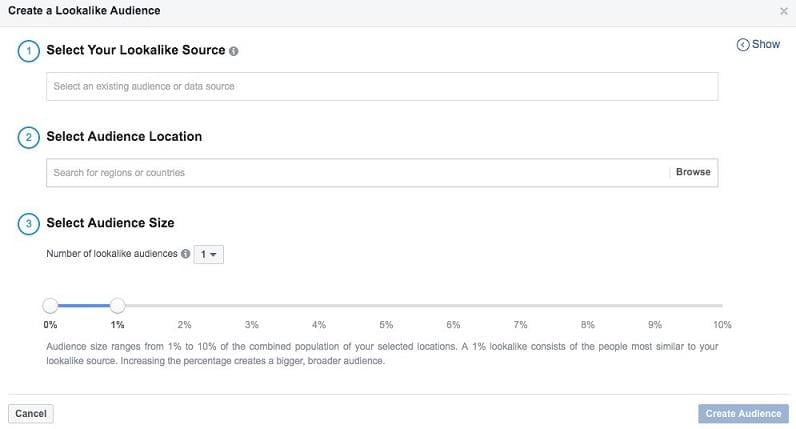 Create a Lookalike Audience
×
1 Select Your Lookalike Source
Show
Select an existing audience or data source
2 Select Audience Location
Search for regions or countries Browse
3 Select Audience Size
Number of lookalike audiences 1
0% 1% 2% 3% 4% 5% 6% 7% 8% 9% 10%
Audience size ranges from 1% to 10% of the combined population of your selected locations. A 1% lookalike consists of the people most similar to your
lookalike source. Increasing the percentage creates a bigger, broader audience.
Cancel Create Audience